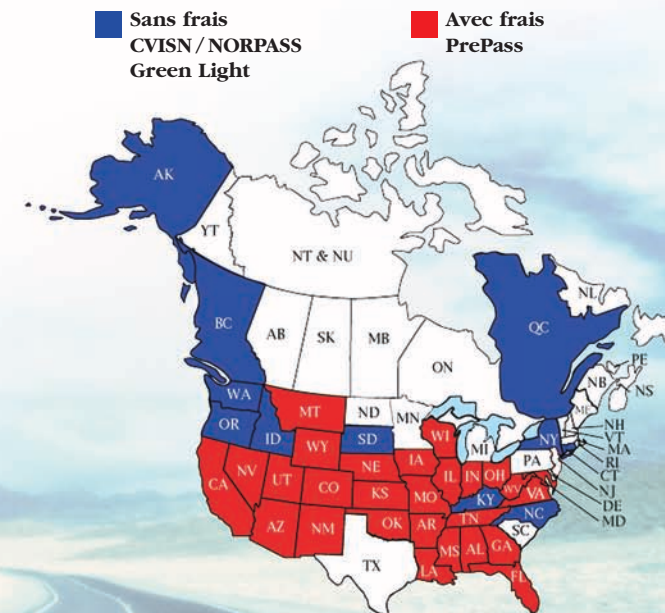 Sans frais
CVISN / NORPASS
Green Light
Avec frais
PrePass
AK
YT
NT & NU
NL
BC
AB
SK
MB
ON
QC
PE
NB
NS
ME
WA
MT
ND
MN
NH
VT
MA
RI
CT
NJ
DE
MD
OR
ID
WY
SD
WI
MI
NY
PA
CA
NV
UT
CO
NE
KS
IA
MO
IL
IN
OH
WV
VA
KY
NC
TN
SC
AZ
NM
OK
AR
TX
LA
MS
AL
GA
FL